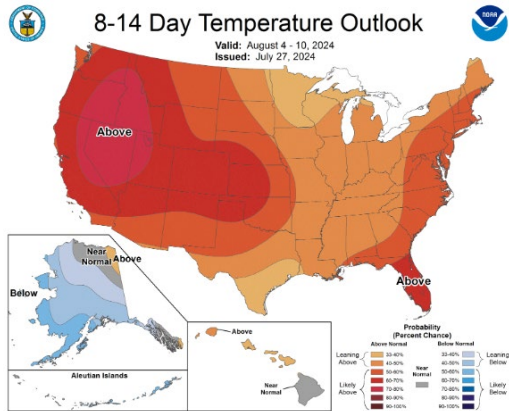 8-14 Day Temperature Outlook
Valid: August 4 - 10, 2024
Issued: July 27, 2024
NOAA
Above
Above
Near
Normal
Above
Below
Aleutian Islands
Above
Near
Normal
Probability
(Percent Chance)
Above Normal
Below Normal
Leaning
Above
33-40%
40-50%
50-60%
Near
Normal
33-40%
40-50%
50-60%
Leaning
Below
Likely
Above
60-70%
70-80%
80-90%
90-100%
60-70%
70-80%
80-90%
90-100%
Likely
Below